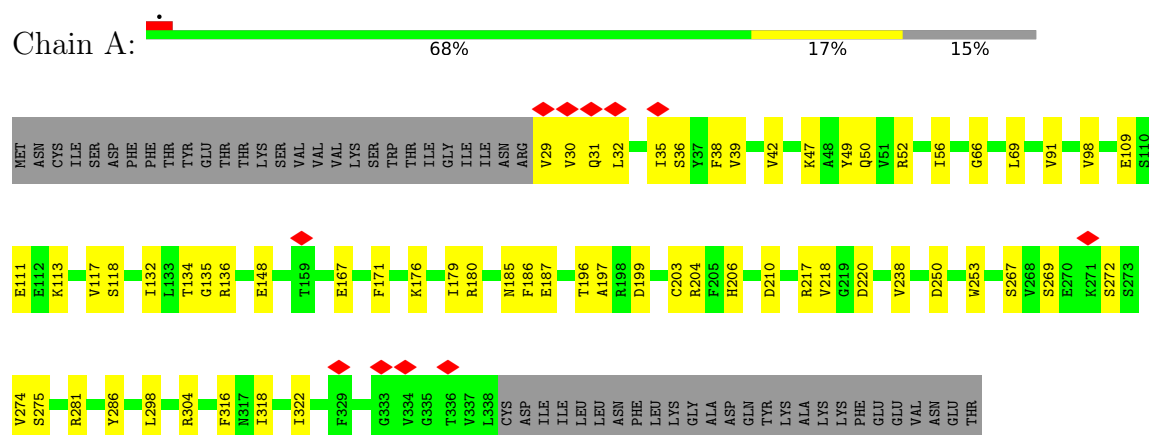 Chain A:
68% 17% 15%
MET ASN CYS ILE SER ASP PHE PHE THR TYR GLU THR THR LYS SER VAL VAL VAL LYS SER TRP THR ILE GLY ILE ILE ASN ARG V29 V30 Q31 L32 I35 S36 Y37 F38 V39 V42 K47 A48 Y49 Q50 V51 R52 I56 G66 L69 V91 V98 E109 S110
E111 E112 K113 V117 S118 I132 L133 T134 G135 R136 E148 T159 E167 F171 K176 I179 R180 N185 F186 E187 T196 A197 R198 D199 C203 R204 F205 H206 D210 R217 V218 G219 D220 V238 D250 W253 S267 V268 S269 E270 K271 S272 S273
V274 S275 R281 Y286 L298 R304 F316 N317 I318 I322 F329 G333 V334 G335 T336 V337 L338 CYS ASP ILE ILE LEU LEU ASN PHE LEU LYS GLY ALA ASP GLN TYR LYS ALA LYS LYS PHE GLU GLU VAL ASN GLU THR